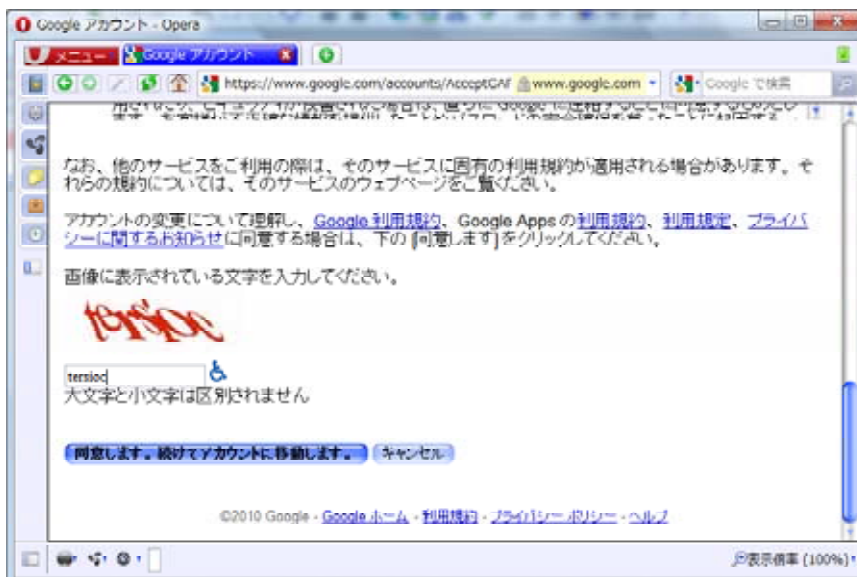 Google アカウント - Opera
メニュー
Google アカウント
https://www.google.com/accounts/AcceptCAF
www.google.com
Google で検索
なお、他のサービスをご利用の際は、そのサービスに固有の利用規約が適用される場合があります。そ
れらの規約については、そのサービスのウェブページをご覧ください。
アカウントの変更について理解し、Google 利用規約、Google Apps の利用規約、利用規定、プライバ
シーに関するお知らせに同意する場合は、下の [同意します] をクリックしてください。
画像に表示されている文字を入力してください。
tersioc
tersioc
大文字と小文字は区別されません
同意します。続けてアカウントに移動します。
キャンセル
©2010 Google - Google ホーム - 利用規約 - プライバシー ポリシー - ヘルプ
表示倍率 (100%)